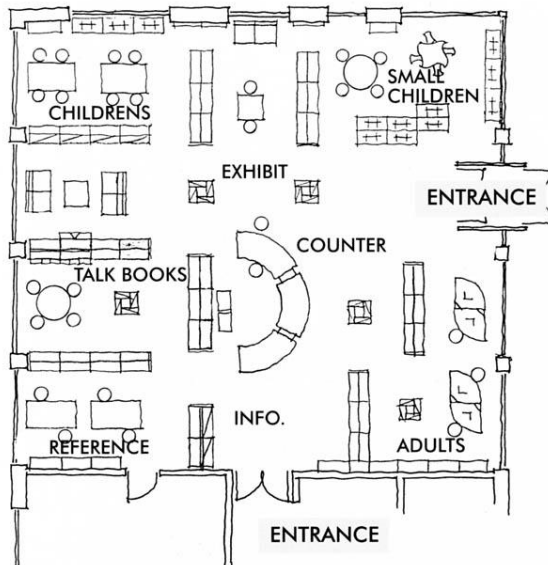 SMALL
CHILDREN
CHILDRENS
EXHIBIT
ENTRANCE
COUNTER
TALK BOOKS
INFO.
REFERENCE
ADULTS
ENTRANCE